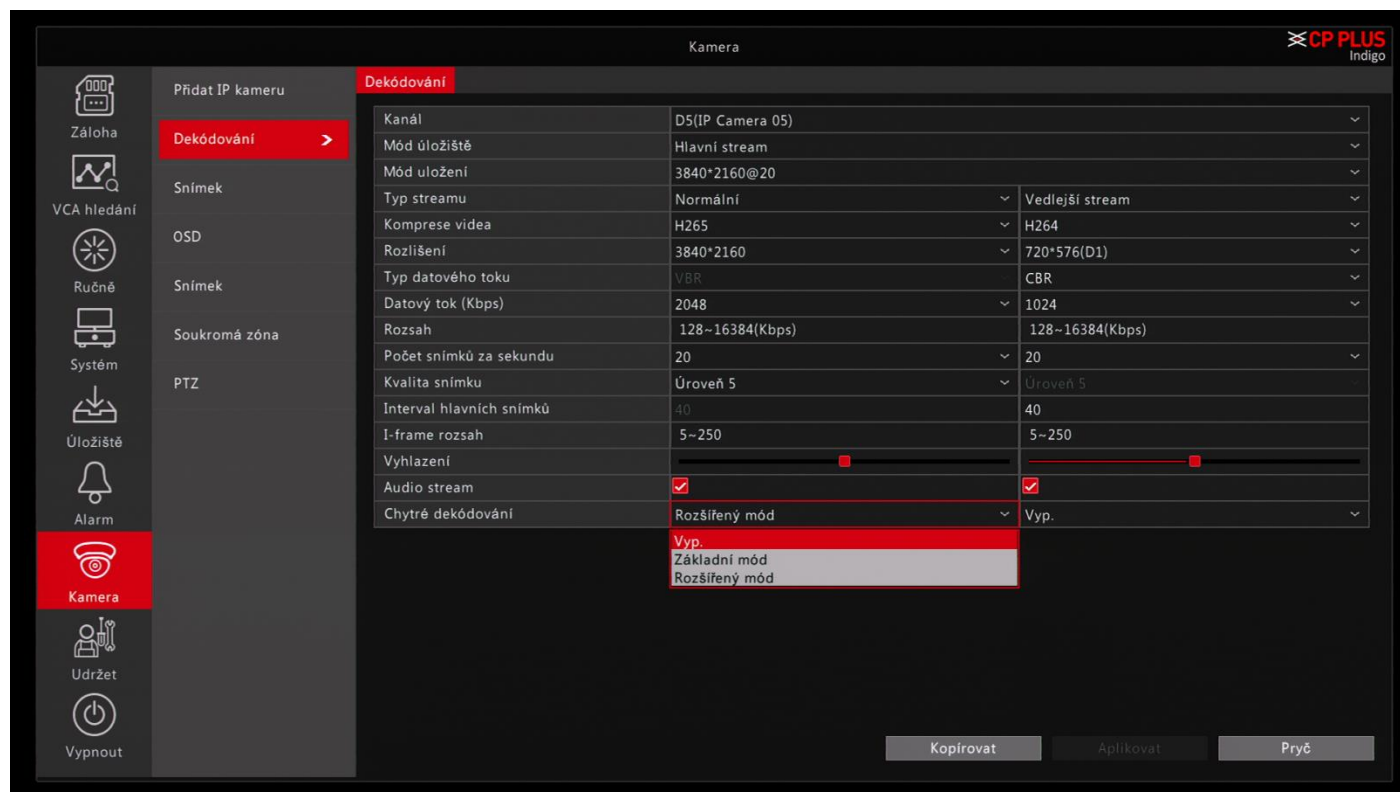 Kamera
CP PLUS
Indigo
Záloha
VCA hledání
Ručně
Systém
Úložiště
Alarm
Kamera
Udržet
Vypnout
Přidat IP kameru
Dekódování >
Snímek
OSD
Snímek
Soukromá zóna
PTZ
Dekódování
Kanál D5(IP Camera 05)
Mód úložiště Hlavní stream
Mód uložení 3840*2160@20
Typ streamu Normální Vedlejší stream
Komprese videa H265 H264
Rozlišení 3840*2160 720*576(D1)
Typ datového toku VBR CBR
Datový tok (Kbps) 2048 1024
Rozsah 128~16384(Kbps) 128~16384(Kbps)
Počet snímků za sekundu 20 20
Kvalita snímku Úroveň 5 Úroveň 5
Interval hlavních snímků 40 40
I-frame rozsah 5~250 5~250
Vyhlazení
Audio stream
Chytré dekódování Rozšířený mód Vyp.
Vyp.
Základní mód
Rozšířený mód
Kopírovat Aplikovat Pryč